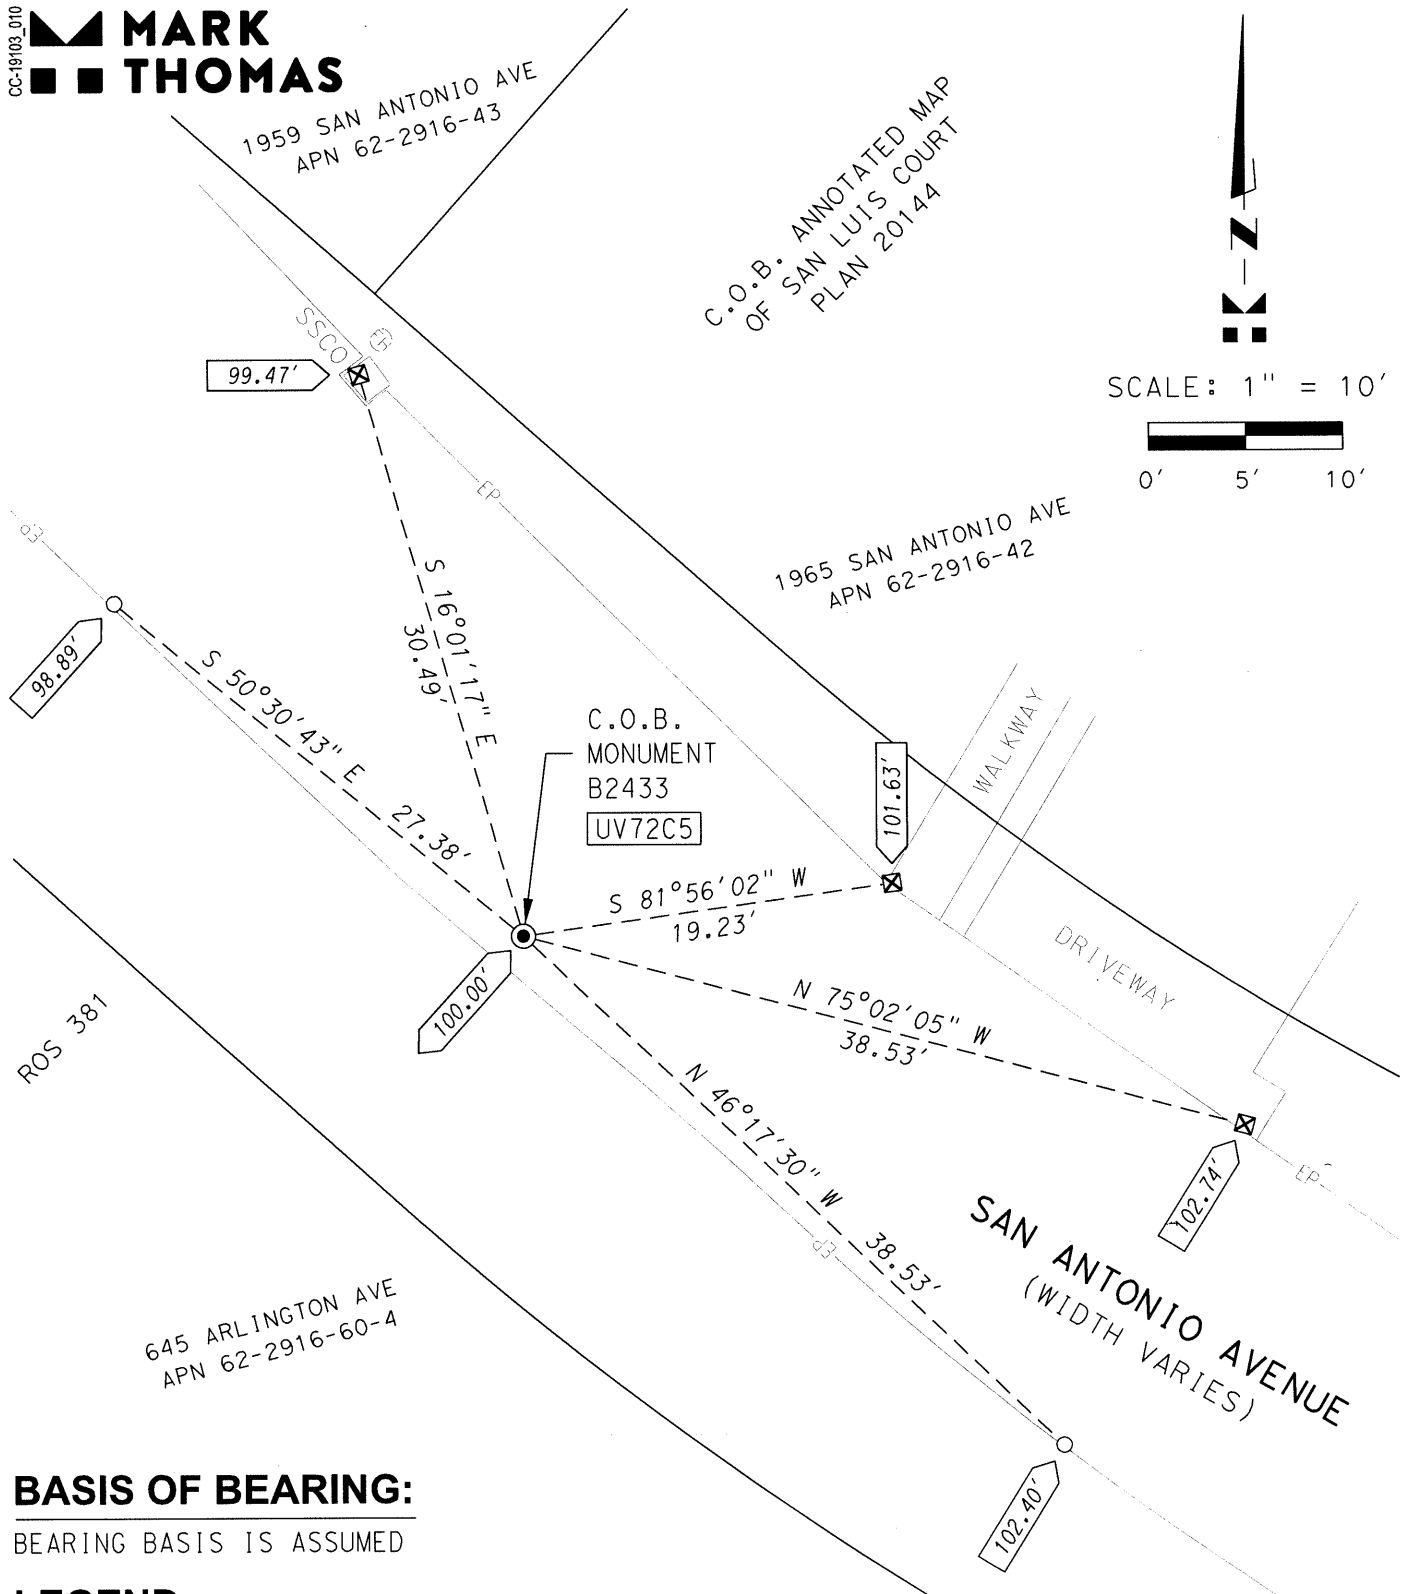 CC-19103_010
MARK
THOMAS
1959 SAN ANTONIO AVE
APN 62-2916-43
C.O.B. ANNOTATED MAP
OF SAN LUIS COURT
PLAN 20144
N
SCALE: 1" = 10'
0' 5' 10'
SSCO
FH
99.47'
EP
EP
1965 SAN ANTONIO AVE
APN 62-2916-42
S 16°01'17" E
30.49'
98.89'
S 50°30'43" E 27.38'
C.O.B.
MONUMENT
B2433
UV72C5
WALKWAY
101.63'
S 81°56'02" W
19.23'
DRIVEWAY
100.00'
N 75°02'05" W
38.53'
ROS 381
N 46°17'30" W 38.53'
102.74'
EP
EP
SAN ANTONIO AVENUE
(WIDTH VARIES)
645 ARLINGTON AVE
APN 62-2916-60-4
102.40'
BASIS OF BEARING:
BEARING BASIS IS ASSUMED
LEGEND